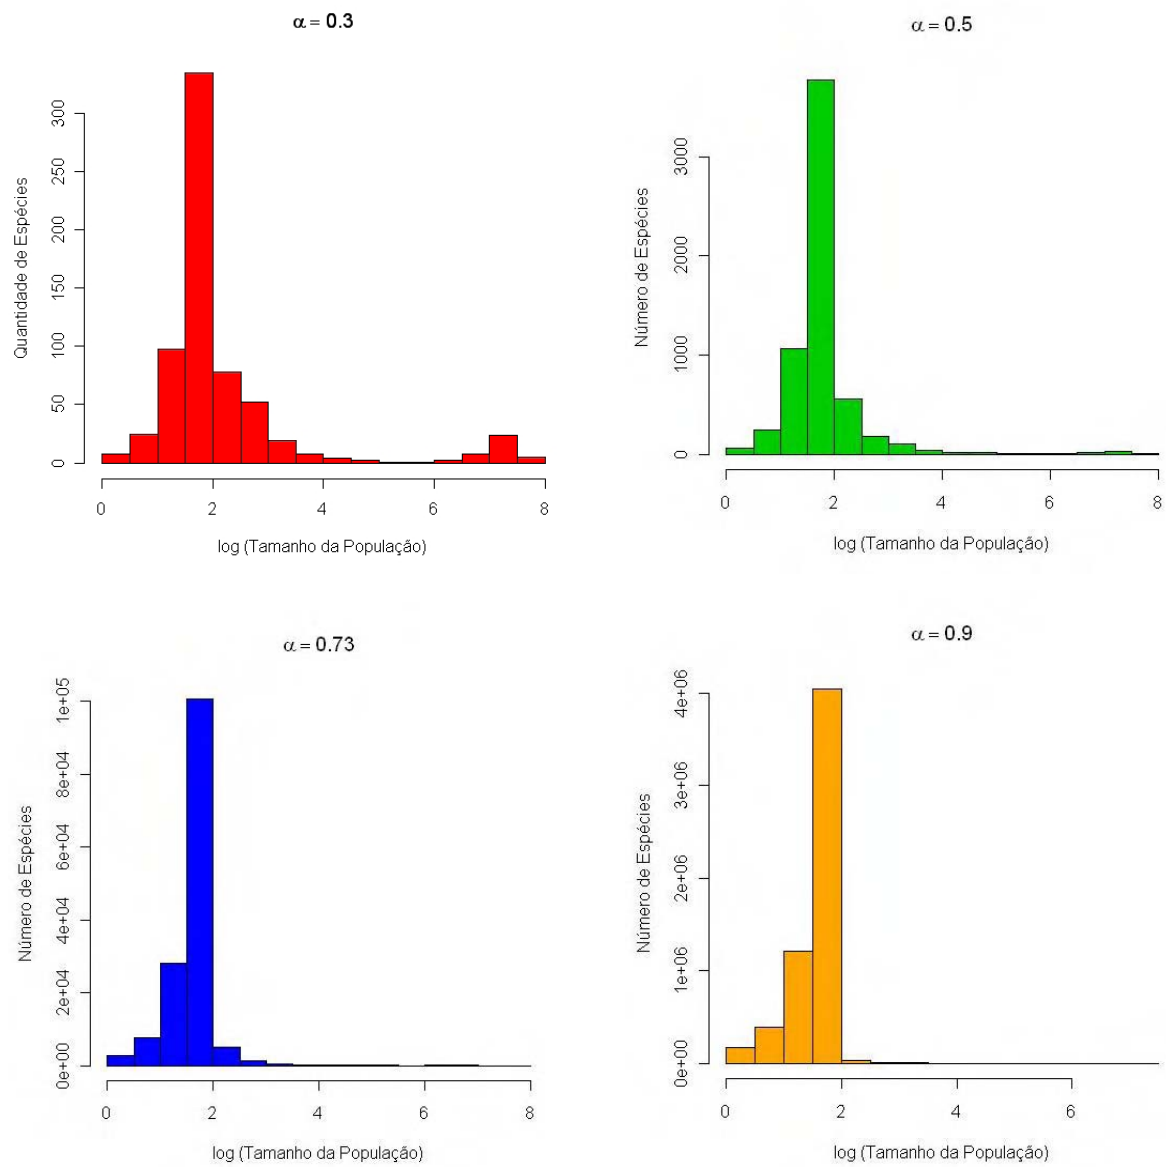 α = 0.3
Quantidade de Espécies
0 50 100 150 200 250 300
0 2 4 6 8
log (Tamanho da População)
α = 0.5
Número de Espécies
0 1000 2000 3000
0 2 4 6 8
log (Tamanho da População)
α = 0.73
Número de Espécies
0e+00 2e+04 4e+04 6e+04 8e+04 1e+05
0 2 4 6 8
log (Tamanho da População)
α = 0.9
Número de Espécies
0e+00 1e+06 2e+06 3e+06 4e+06
0 2 4 6
log (Tamanho da População)